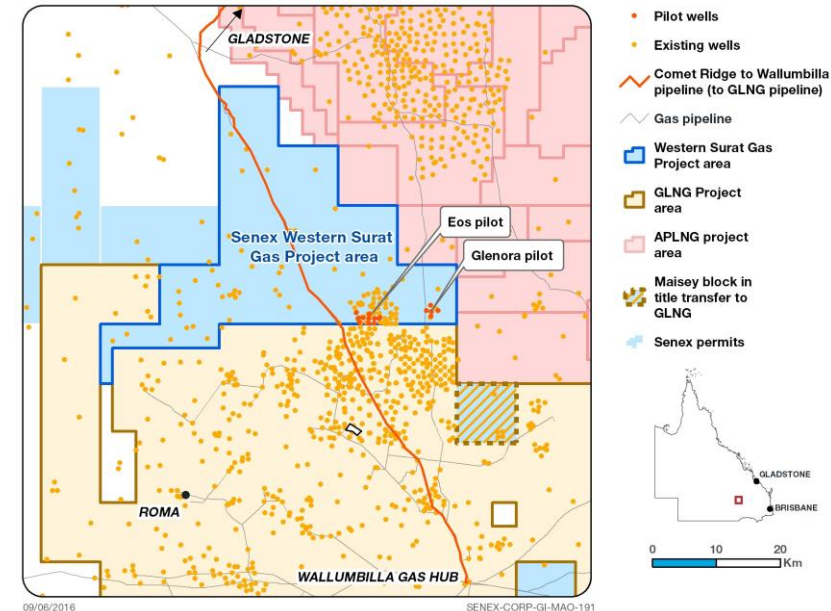 GLADSTONE
Eos pilot
Senex Western Surat
Gas Project area
Glenora pilot
ROMA
WALLUMBILLA GAS HUB
09/06/2016
SENEX-CORP-GI-MAO-191
Pilot wells
Existing wells
Comet Ridge to Wallumbilla
pipeline (to GLNG pipeline)
Gas pipeline
Western Surat Gas
Project area
GLNG Project
area
APLNG project
area
Maisey block in
title transfer to
GLNG
Senex permits
GLADSTONE
BRISBANE
0 10 20
Km